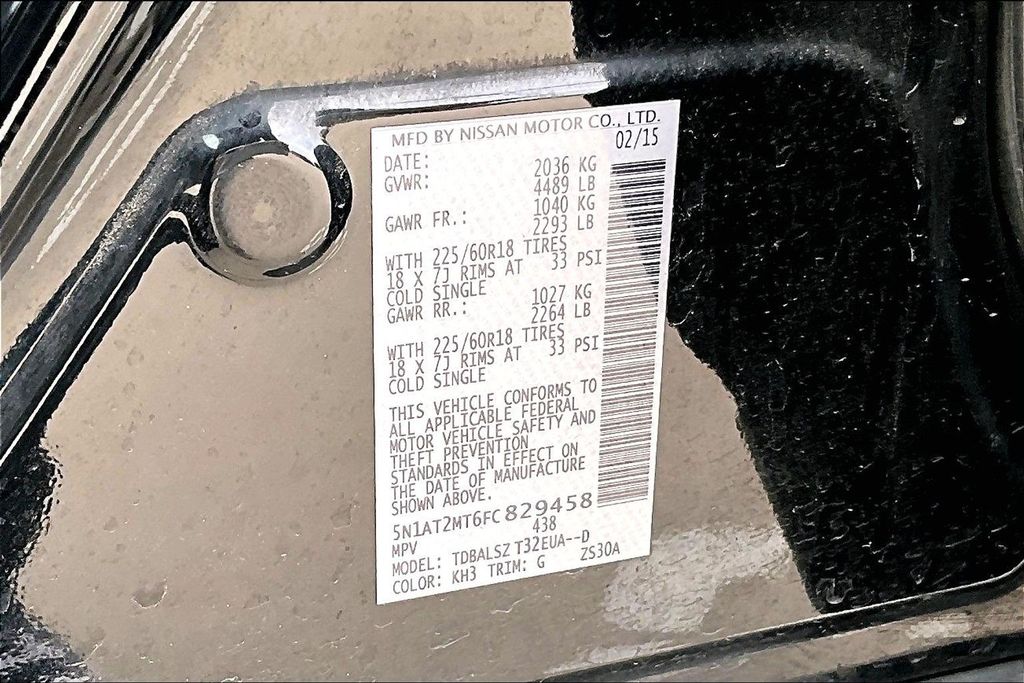 MFD BY NISSAN MOTOR CO., LTD.
DATE: 02/15
GVWR: 2036 KG
4489 LB
GAWR FR.: 1040 KG
2293 LB
WITH 225/60R18 TIRES
18 X 7J RIMS AT 33 PSI
COLD SINGLE
GAWR RR.: 1027 KG
2264 LB
WITH 225/60R18 TIRES
18 X 7J RIMS AT 33 PSI
COLD SINGLE
THIS VEHICLE CONFORMS TO
ALL APPLICABLE FEDERAL
MOTOR VEHICLE SAFETY AND
THEFT PREVENTION
STANDARDS IN EFFECT ON
THE DATE OF MANUFACTURE
SHOWN ABOVE.
5N1AT2MT6FC829458
MPV 438
MODEL: TDBALSZ T32EUA--D
COLOR: KH3 TRIM: G ZS30A